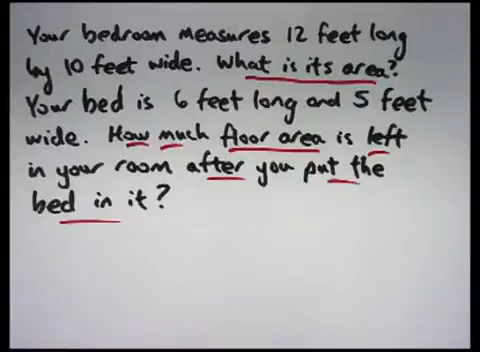 Your bedroom measures 12 feet long
by 10 feet wide. What is its area?
Your bed is 6 feet long and 5 feet
wide. How much floor area is left
in your room after you put the
bed in it?